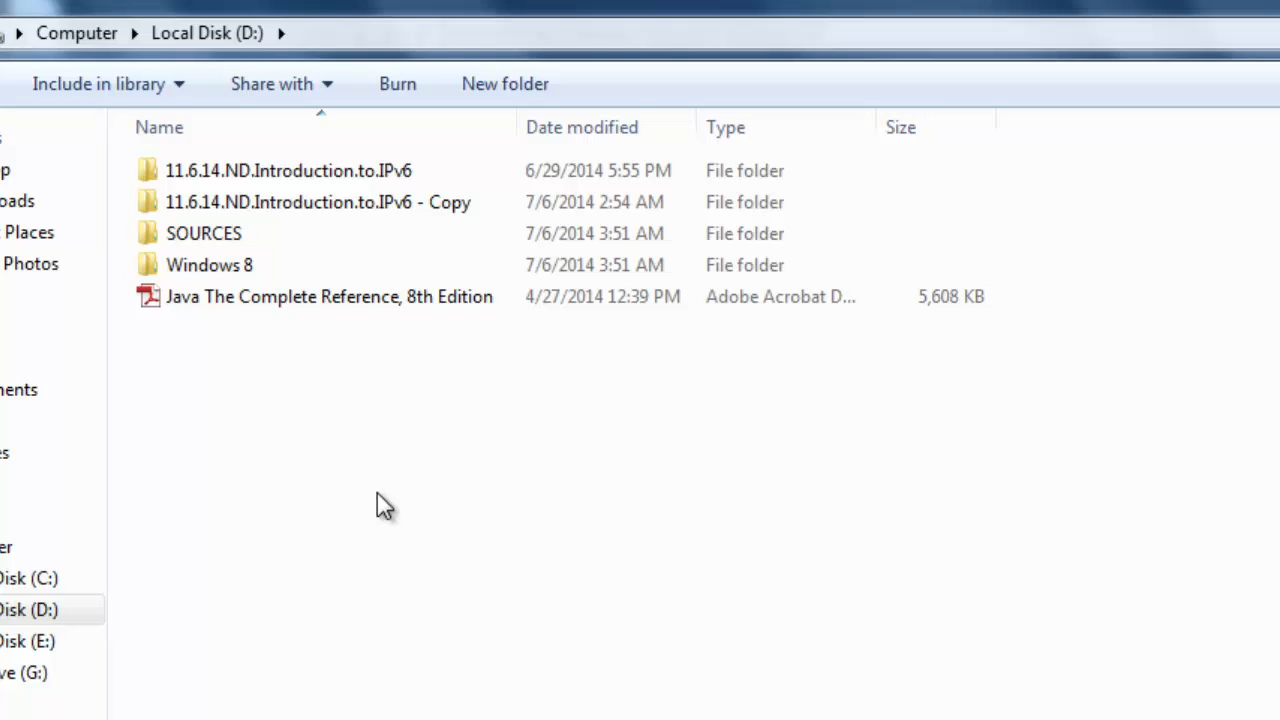 Computer Local Disk (D:)
Include in library Share with Burn New folder
Name Date modified Type Size
11.6.14.ND.Introduction.to.IPv6 6/29/2014 5:55 PM File folder
11.6.14.ND.Introduction.to.IPv6 - Copy 7/6/2014 2:54 AM File folder
SOURCES 7/6/2014 3:51 AM File folder
Windows 8 7/6/2014 3:51 AM File folder
Java The Complete Reference, 8th Edition 4/27/2014 12:39 PM Adobe Acrobat D... 5,608 KB
s
p
oads
Places
Photos
ments
es
er
Disk (C:)
Disk (D:)
Disk (E:)
ve (G:)